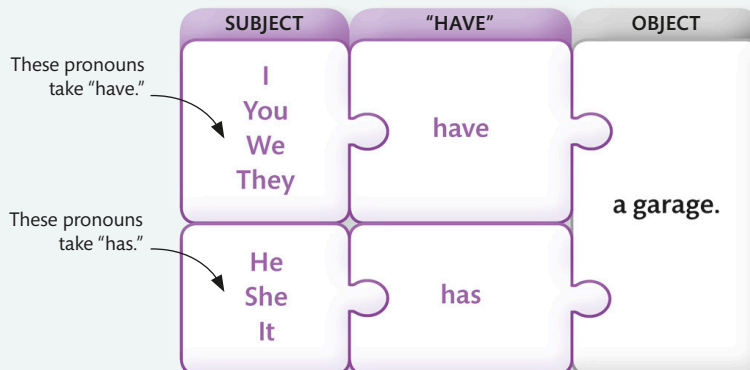 SUBJECT
“HAVE”
OBJECT
These pronouns
take “have.”
I
You
We
They
have
a garage.
These pronouns
take “has.”
He
She
It
has